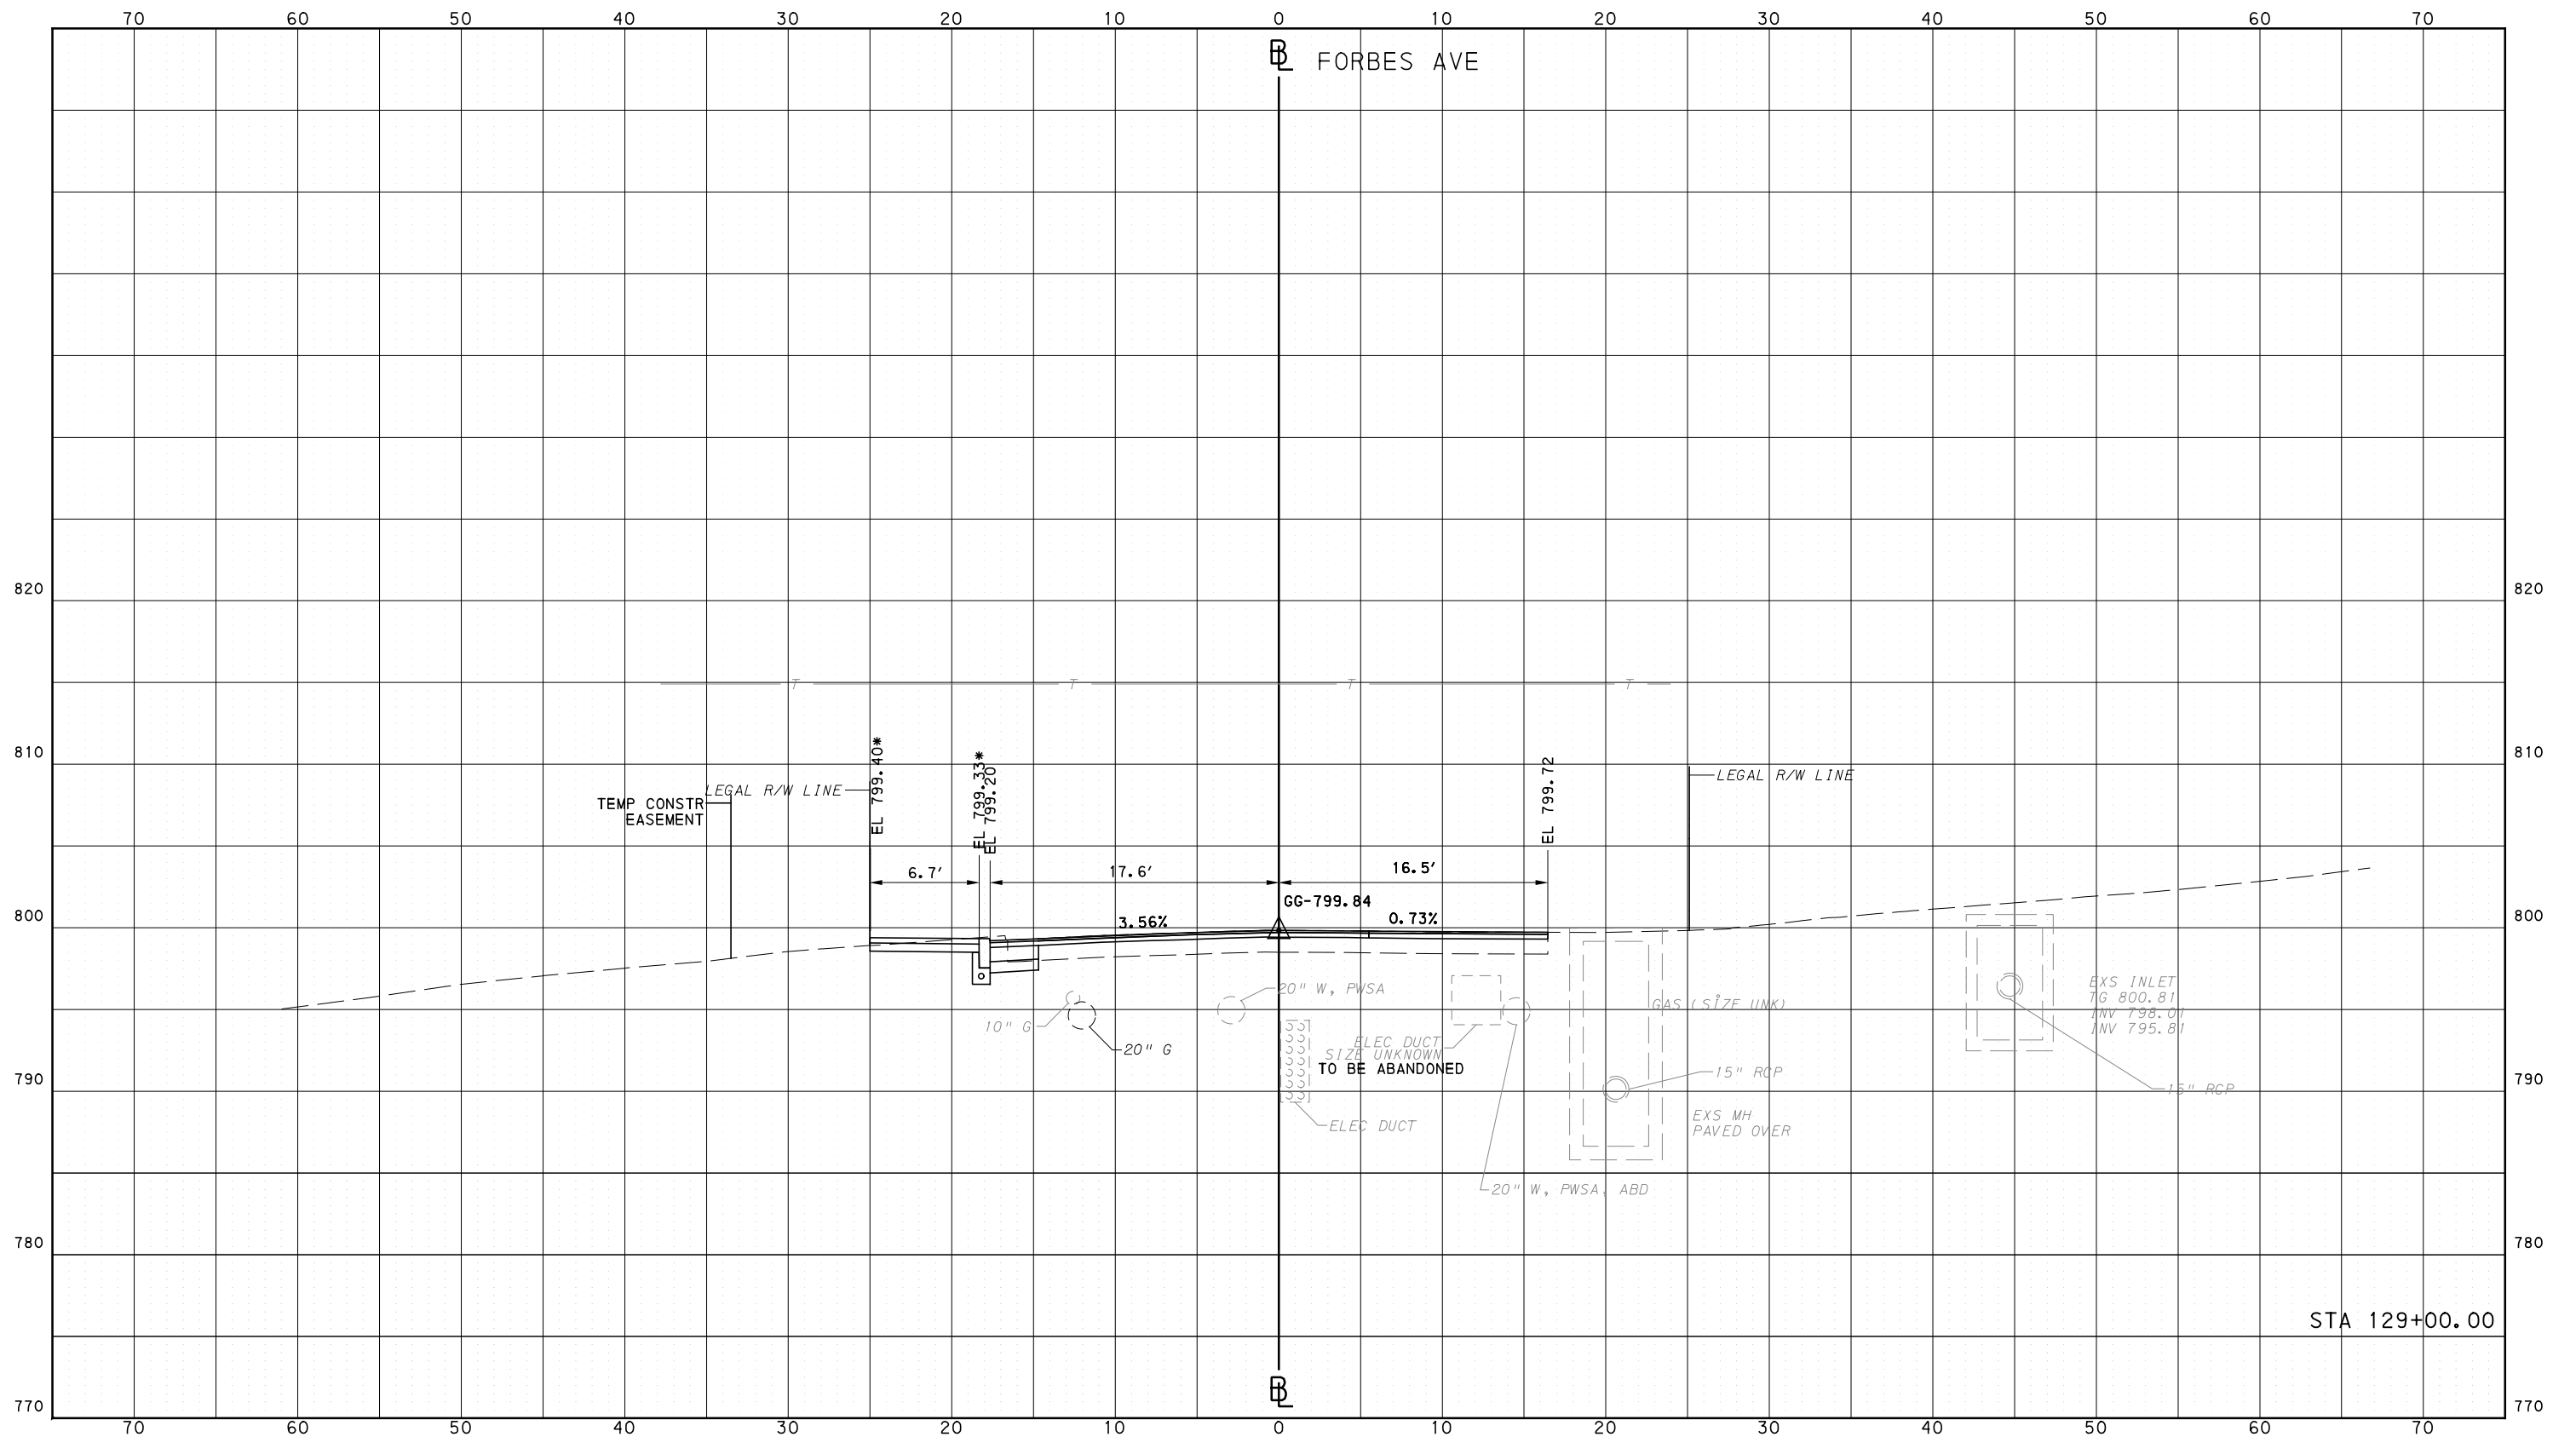 70 60 50 40 30 20 10 0 10 20 30 40 50 60 70
BL FORBES AVE
820 820
T T T T
810 810
EL 799.40*
EL 799.33*
EL 799.20
EL 799.72
LEGAL R/W LINE
LEGAL R/W LINE
TEMP CONSTR
EASEMENT
6.7' 17.6' 16.5'
GG-799.84
800 800
3.56% 0.73%
20" W, PWSA
10" G
20" G
GAS (SIZE UNK)
EXS INLET
TG 800.81
INV 798.01
INV 795.81
ELEC DUCT
SIZE UNKNOWN
TO BE ABANDONED
790 790
15" RCP
15" RCP
ELEC DUCT
EXS MH
PAVED OVER
20" W, PWSA, ABD
780 780
STA 129+00.00
BL
770 770
70 60 50 40 30 20 10 0 10 20 30 40 50 60 70